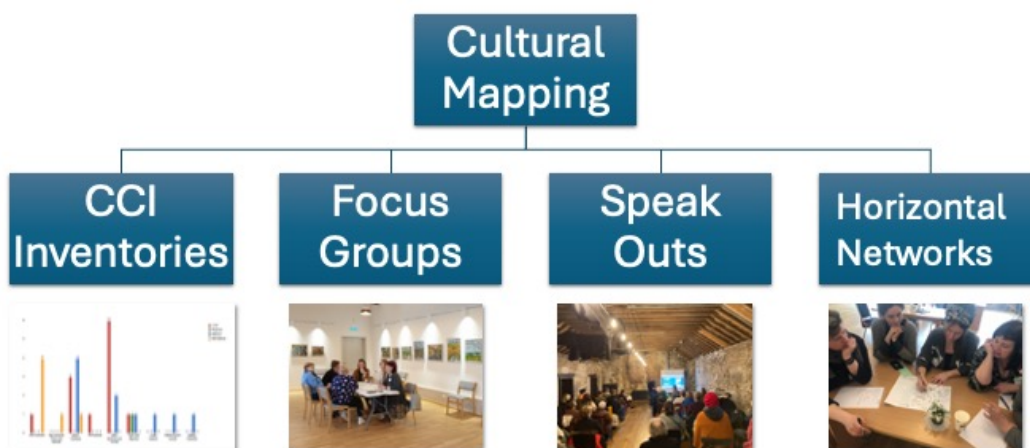 Cultural
Mapping
CCI
Inventories
Focus
Groups
Speak
Outs
Horizontal
Networks